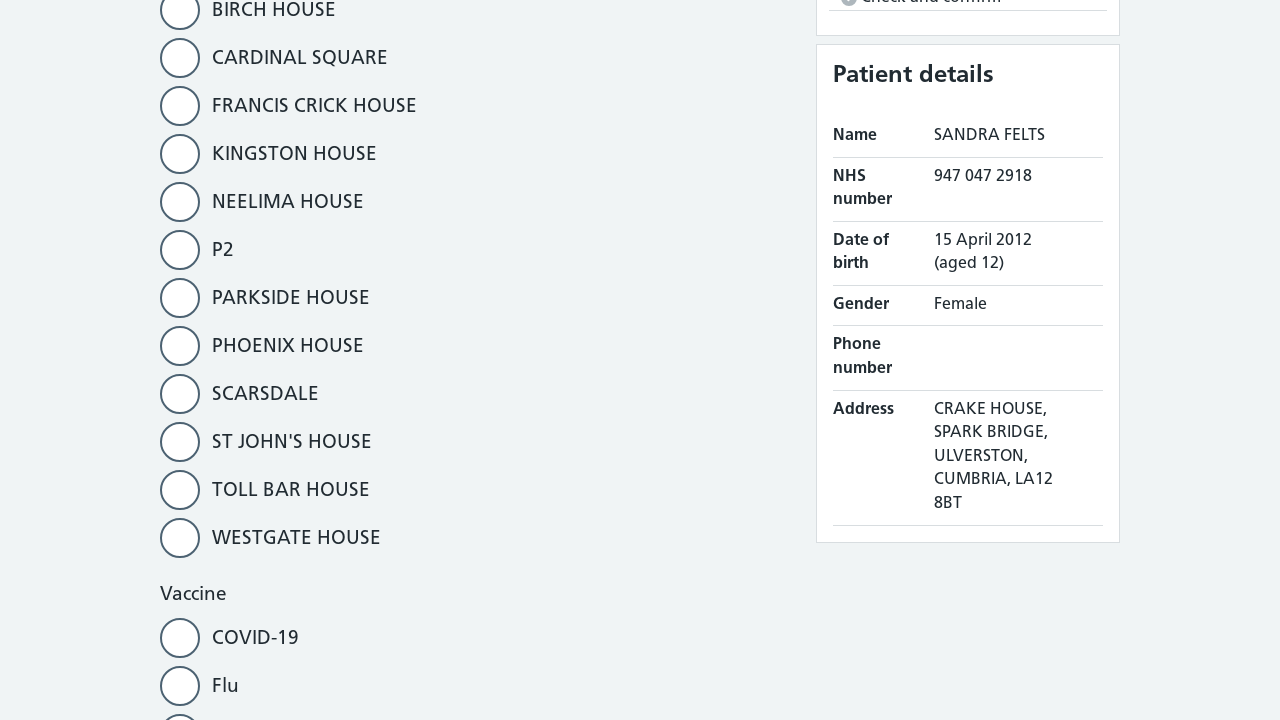 BIRCH HOUSE
CARDINAL SQUARE
FRANCIS CRICK HOUSE
KINGSTON HOUSE
NEELIMA HOUSE
P2
PARKSIDE HOUSE
PHOENIX HOUSE
SCARSDALE
ST JOHN'S HOUSE
TOLL BAR HOUSE
WESTGATE HOUSE
Vaccine
COVID-19
Flu
Check and confirm
Patient details
Name SANDRA FELTS
NHS number 947 047 2918
Date of birth 15 April 2012 (aged 12)
Gender Female
Phone number
Address CRAKE HOUSE,
SPARK BRIDGE,
ULVERSTON,
CUMBRIA, LA12
8BT